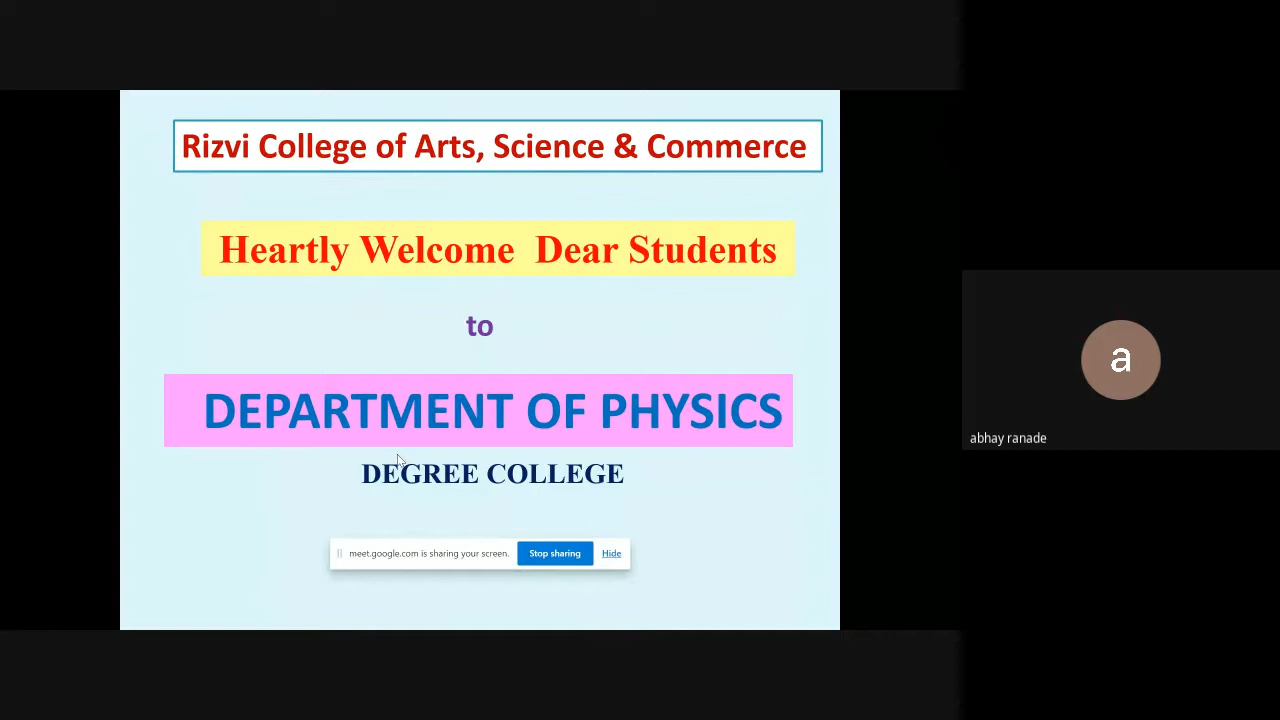 Rizvi College of Arts, Science & Commerce
Heartly Welcome Dear Students
to
DEPARTMENT OF PHYSICS
DEGREE COLLEGE
meet.google.com is sharing your screen. Stop sharing Hide
a
abhay ranade